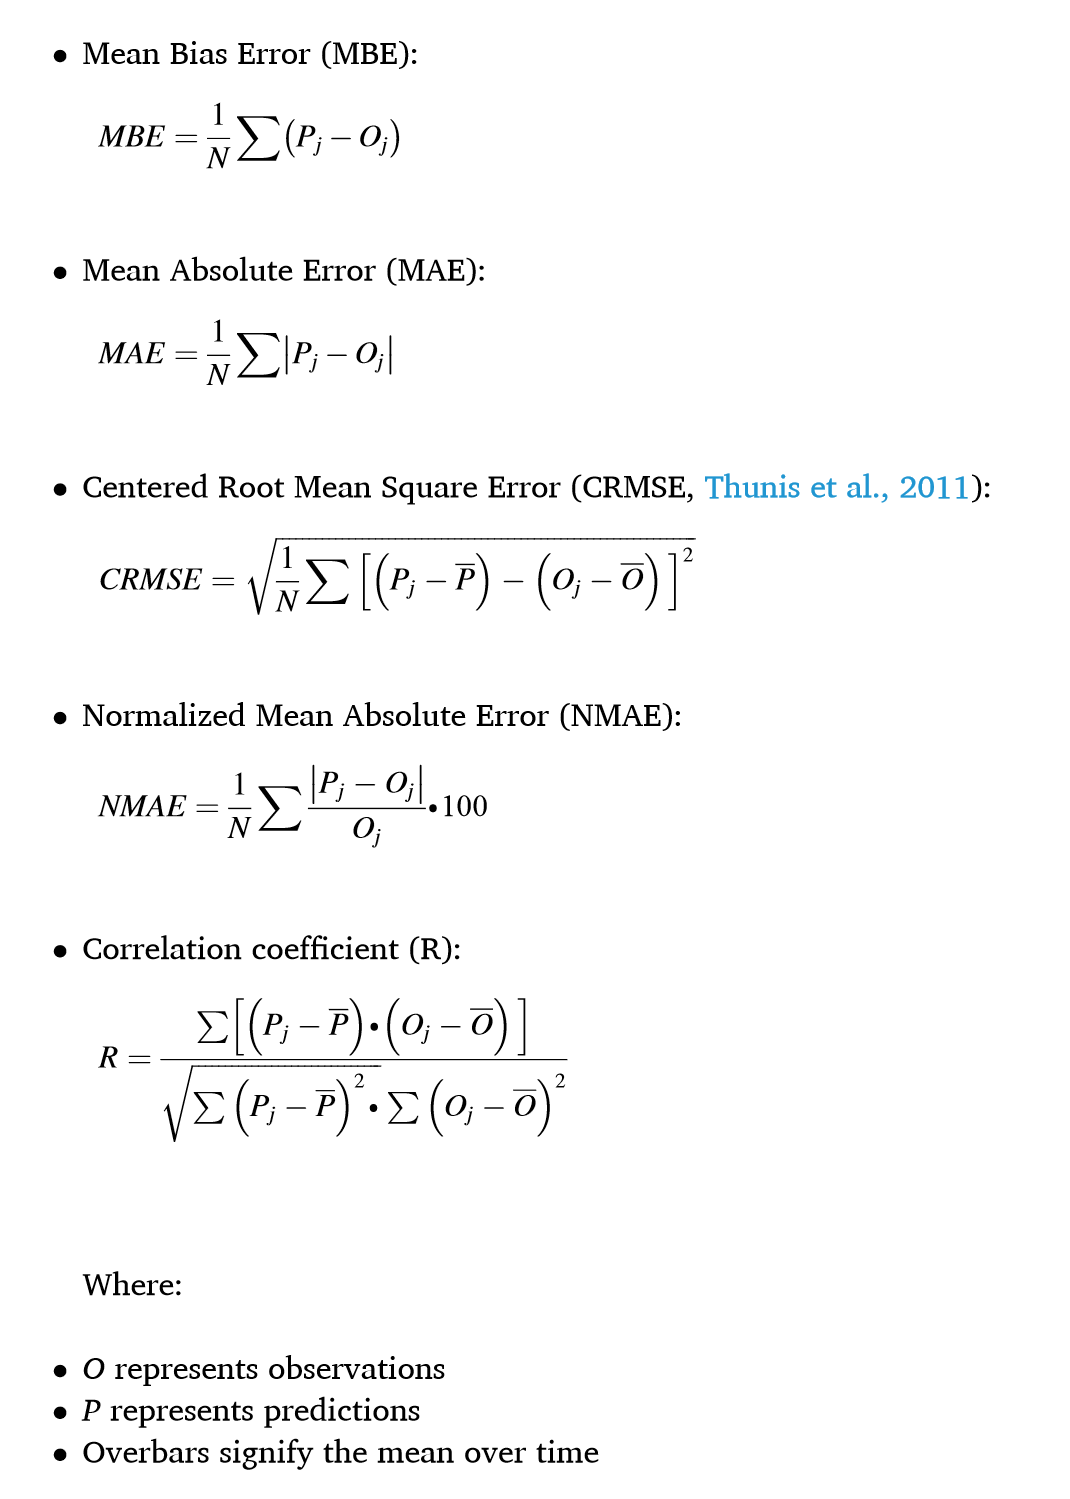 • Mean Bias Error (MBE):
$MBE = \frac{1}{N} \sum (P_j - O_j)$
• Mean Absolute Error (MAE):
$MAE = \frac{1}{N} \sum |P_j - O_j|$
• Centered Root Mean Square Error (CRMSE, Thunis et al., 2011):
$CRMSE = \sqrt{\frac{1}{N} \sum \left[ \left( P_j - \overline{P} \right) - \left( O_j - \overline{O} \right) \right]^2}$
• Normalized Mean Absolute Error (NMAE):
$NMAE = \frac{1}{N} \sum \frac{|P_j - O_j|}{O_j} \bullet 100$
• Correlation coefficient (R):
$R = \frac{\sum \left[ \left( P_j - \overline{P} \right) \bullet \left( O_j - \overline{O} \right) \right]}{\sqrt{\sum \left( P_j - \overline{P} \right)^2} \bullet \sum \left( O_j - \overline{O} \right)^2}$
Where:
• O represents observations
• P represents predictions
• Overbars signify the mean over time